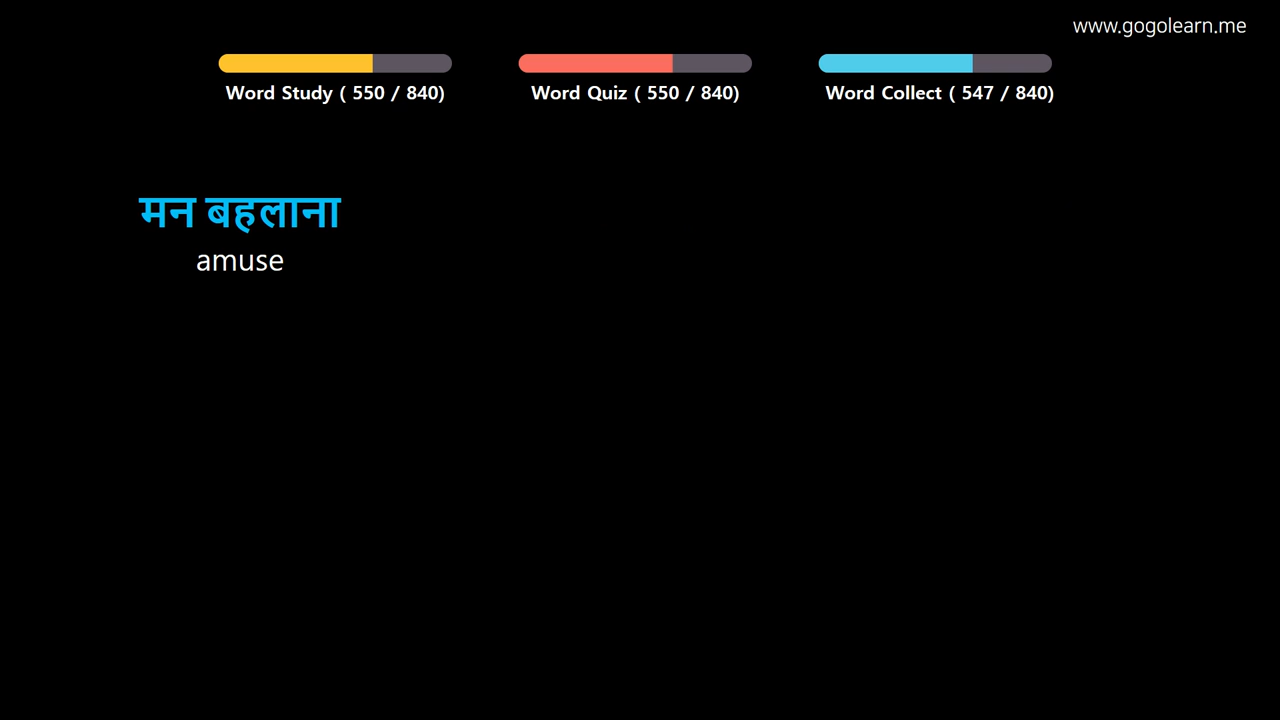 www.gogolearn.me
Word Study ( 550 / 840)
Word Quiz ( 550 / 840)
Word Collect ( 547 / 840)
मन बहलाना
amuse